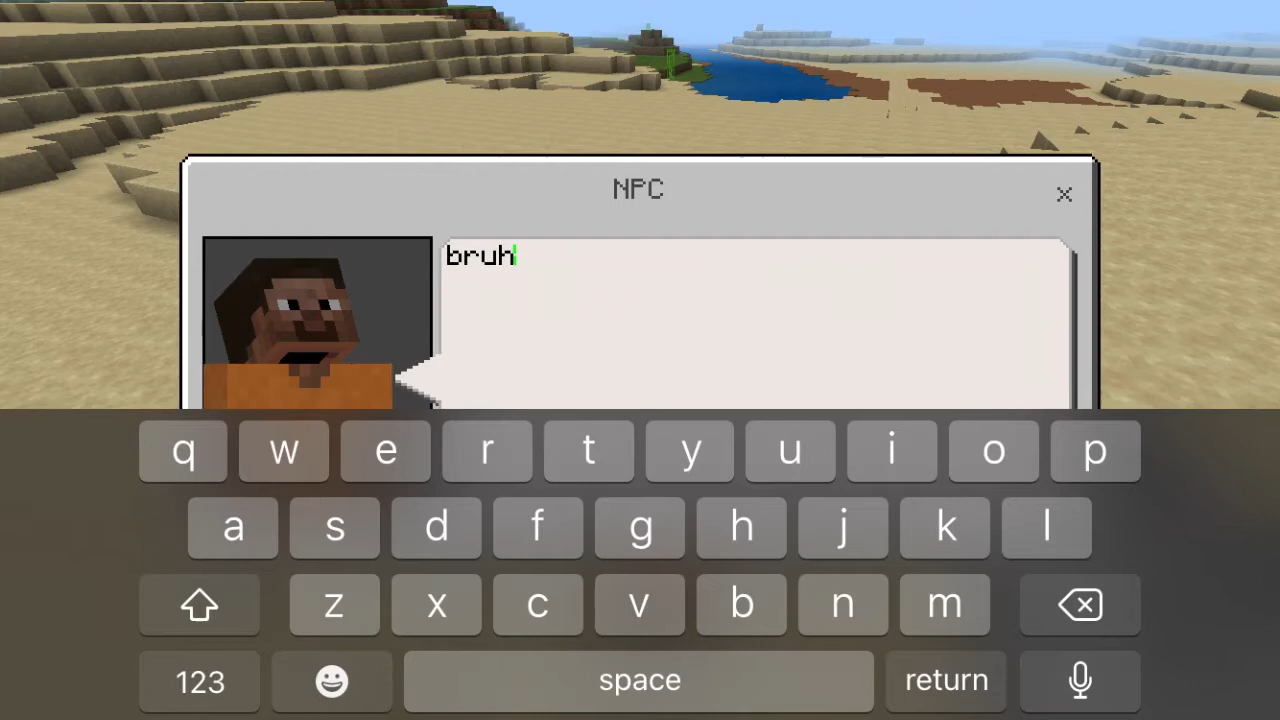 NPC
x
bruh
q w e r t y u i o p
a s d f g h j k l
z x c v b n m
123 space return